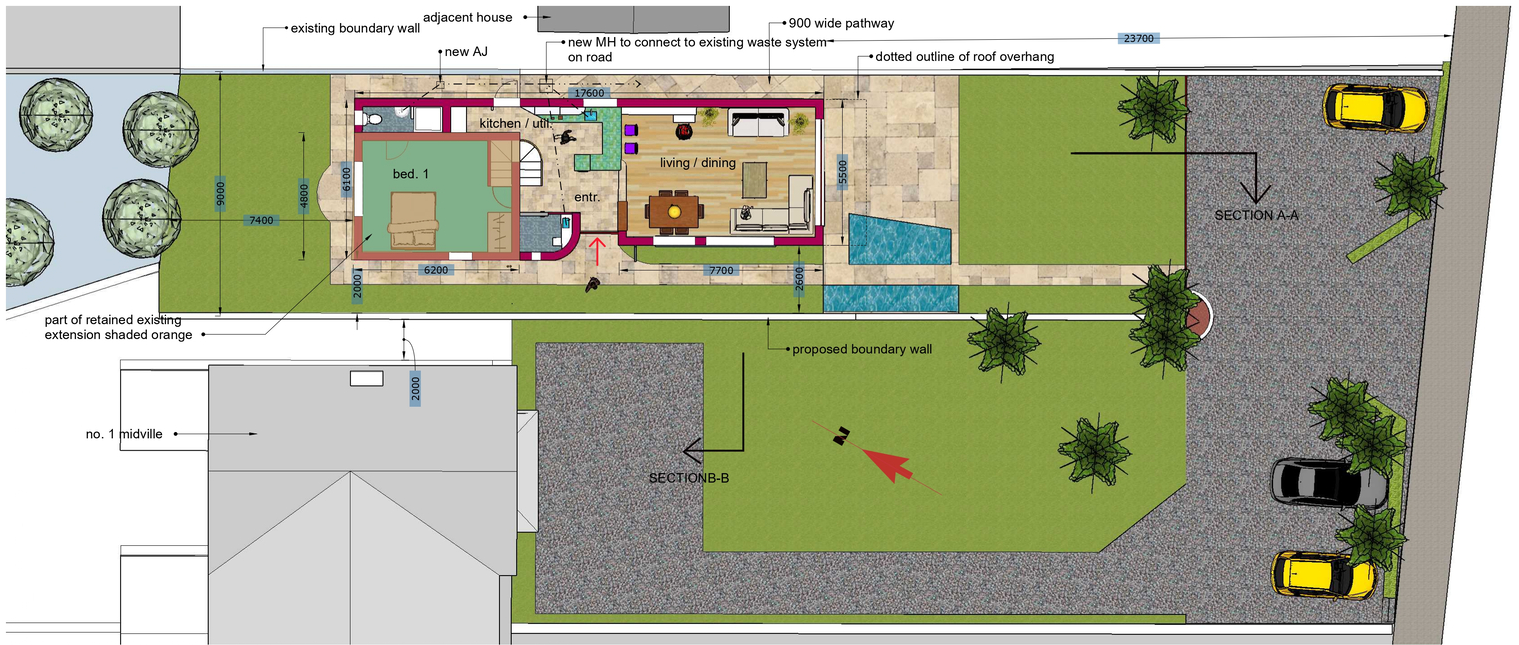 adjacent house
900 wide pathway
existing boundary wall
23700
new MH to connect to existing waste system
on road
new AJ
dotted outline of roof overhang
17600
kitchen / util.
living / dining
bed. 1
entr.
9000
4800
6100
5500
7400
6200
7700
2000
2600
SECTION A-A
part of retained existing
extension shaded orange
proposed boundary wall
2000
no. 1 midville
N
SECTIONB-B